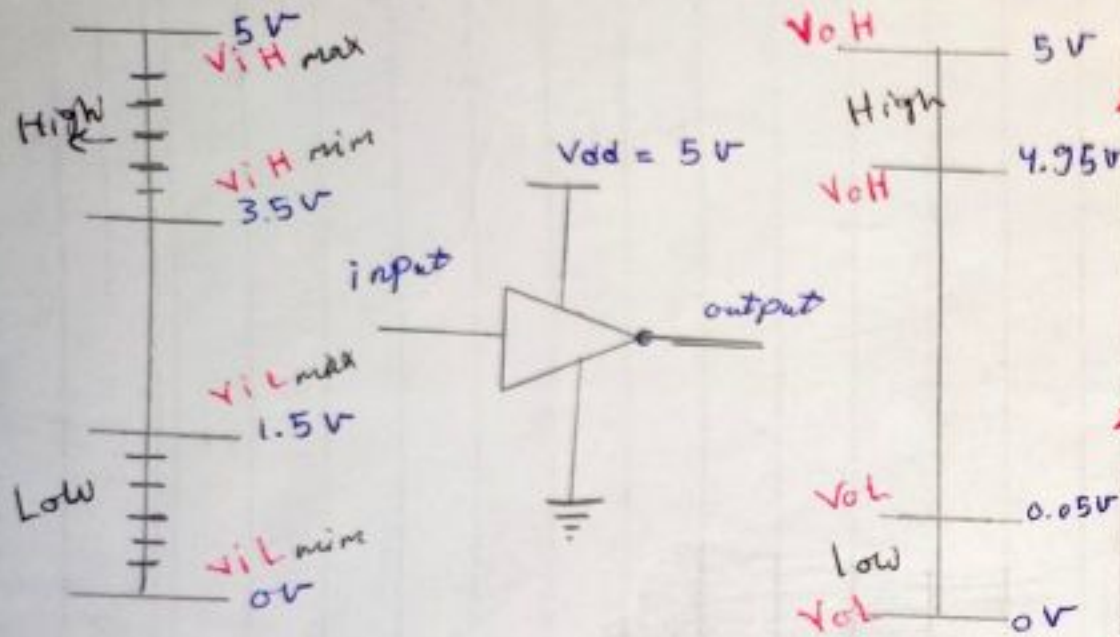 5V
ViH max
High
ViH min
3.5V
ViL max
1.5V
Low
ViL min
0V
Vdd = 5V
input
output
VoH
5V
High
4.95V
VoH
VoL
0.05V
low
VoL
0V